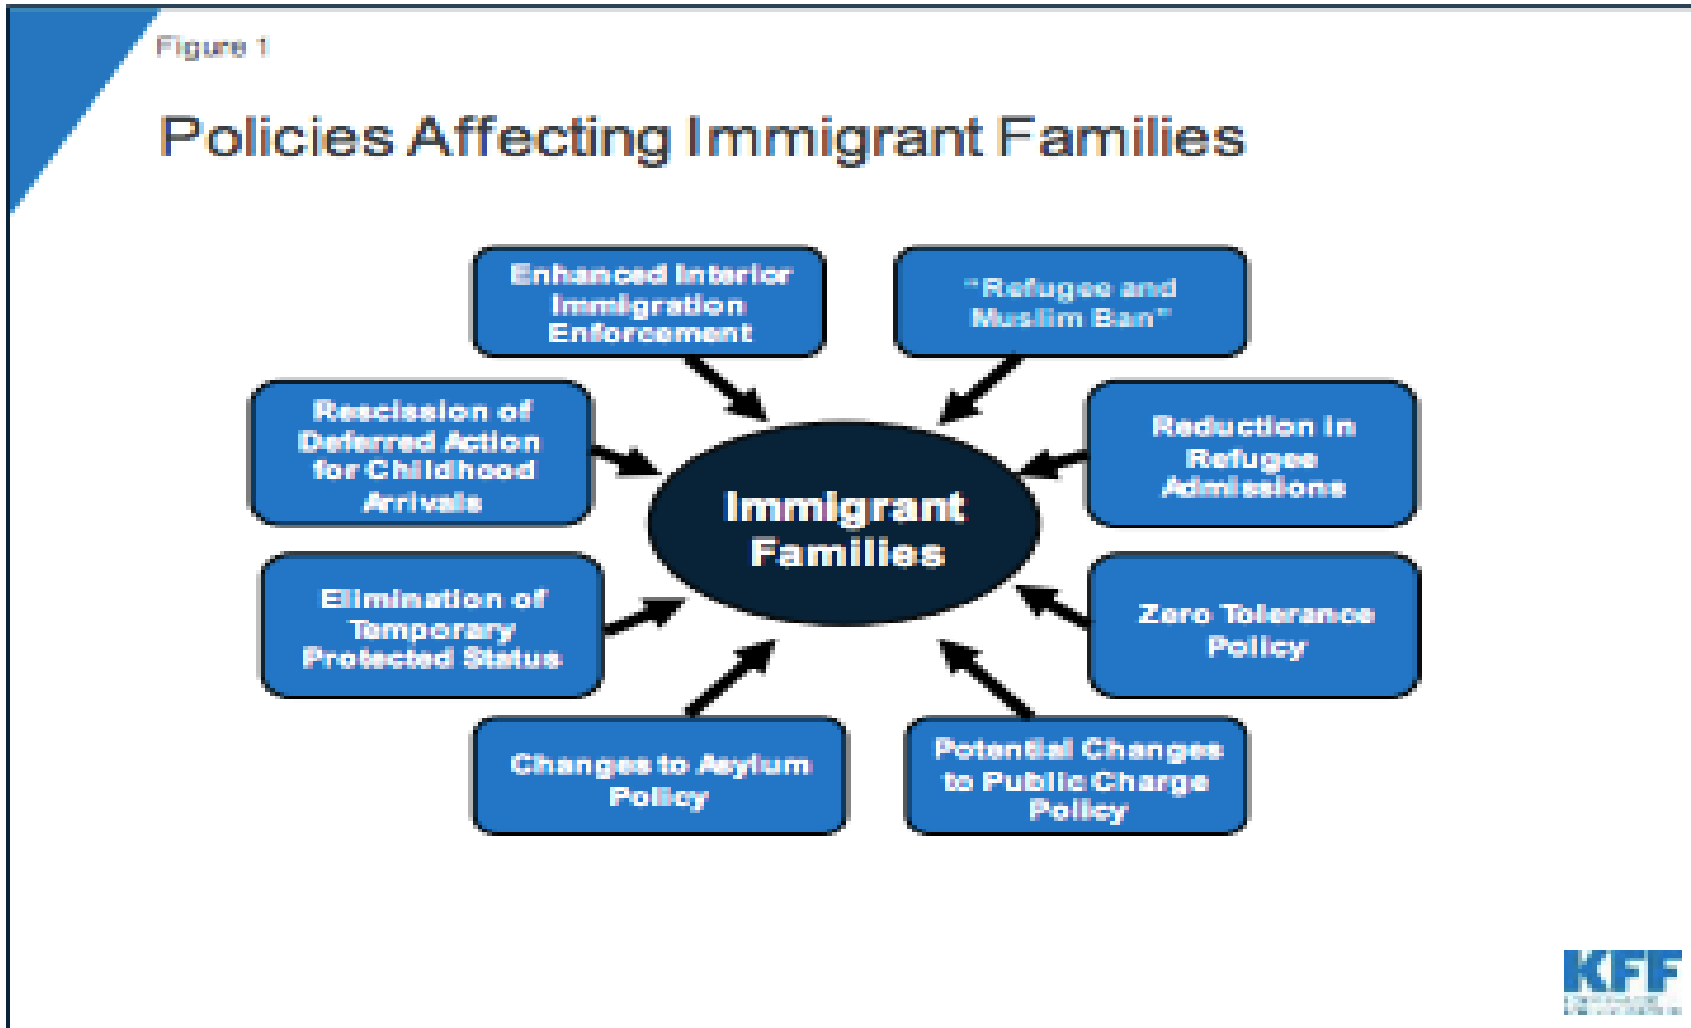 Figure 1
Policies Affecting Immigrant Families
Enhanced Interior
Immigration
Enforcement
"Refugee and
Muslim Ban"
Rescission of
Deferred Action
for Childhood
Arrivals
Reduction in
Refugee
Admissions
Immigrant
Families
Elimination of
Temporary
Protected Status
Zero Tolerance
Policy
Changes to Asylum
Policy
Potential Changes
to Public Charge
Policy
KFF